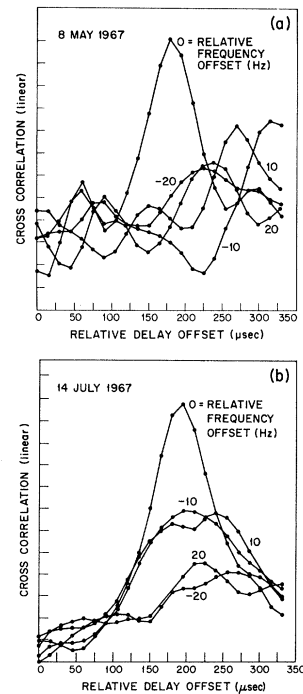 (a)
8 MAY 1967
0 = RELATIVE
FREQUENCY
OFFSET (Hz)
10
-20
20
-10
CROSS CORRELATION (linear)
0 50 100 150 200 250 300 350
RELATIVE DELAY OFFSET (μsec)
(b)
14 JULY 1967
0 = RELATIVE
FREQUENCY
OFFSET (Hz)
-10
10
20
-20
CROSS CORRELATION (linear)
0 50 100 150 200 250 300 350
RELATIVE DELAY OFFSET (μsec)